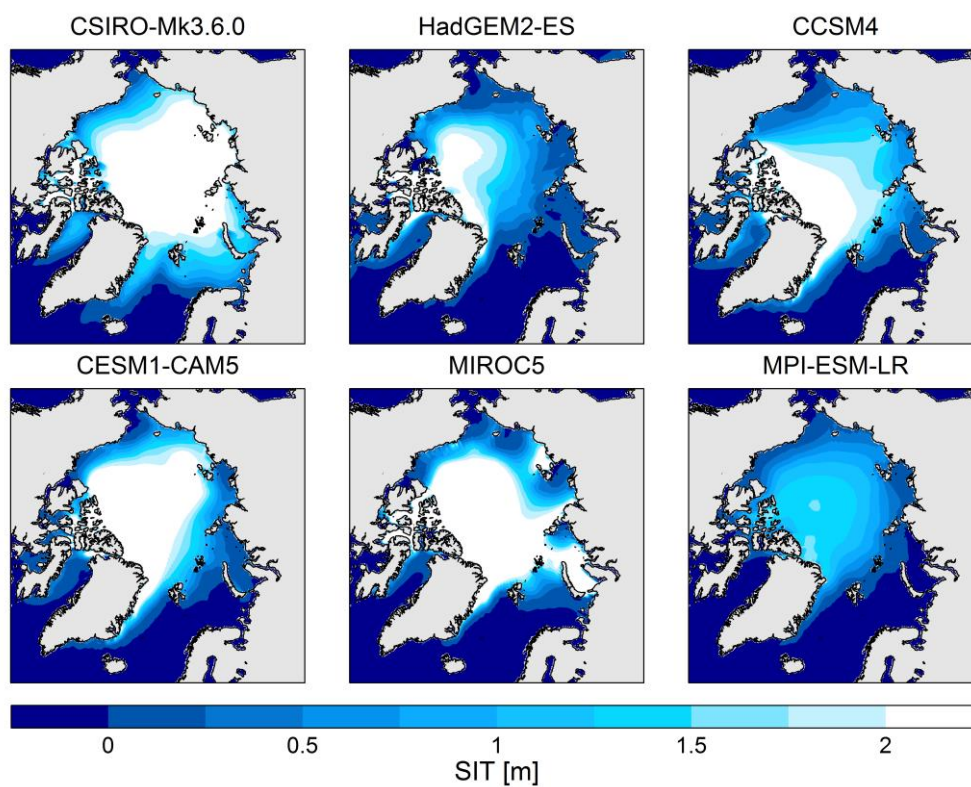 CSIRO-Mk3.6.0 HadGEM2-ES CCSM4
CESM1-CAM5 MIROC5 MPI-ESM-LR
0 0.5 1 1.5 2
SIT [m]